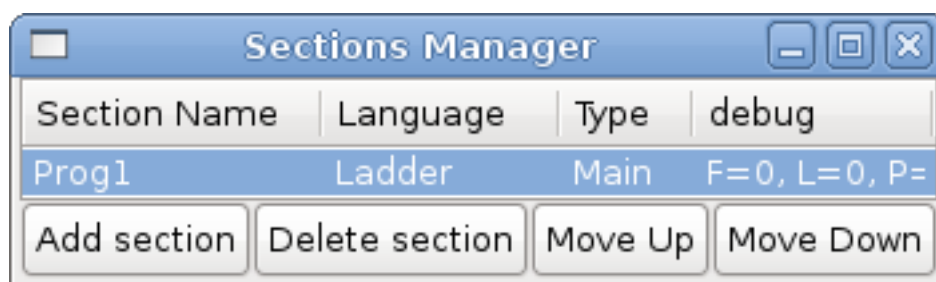 Sections Manager
Section Name Language Type debug
Prog1 Ladder Main F=0, L=0, P=
Add section Delete section Move Up Move Down